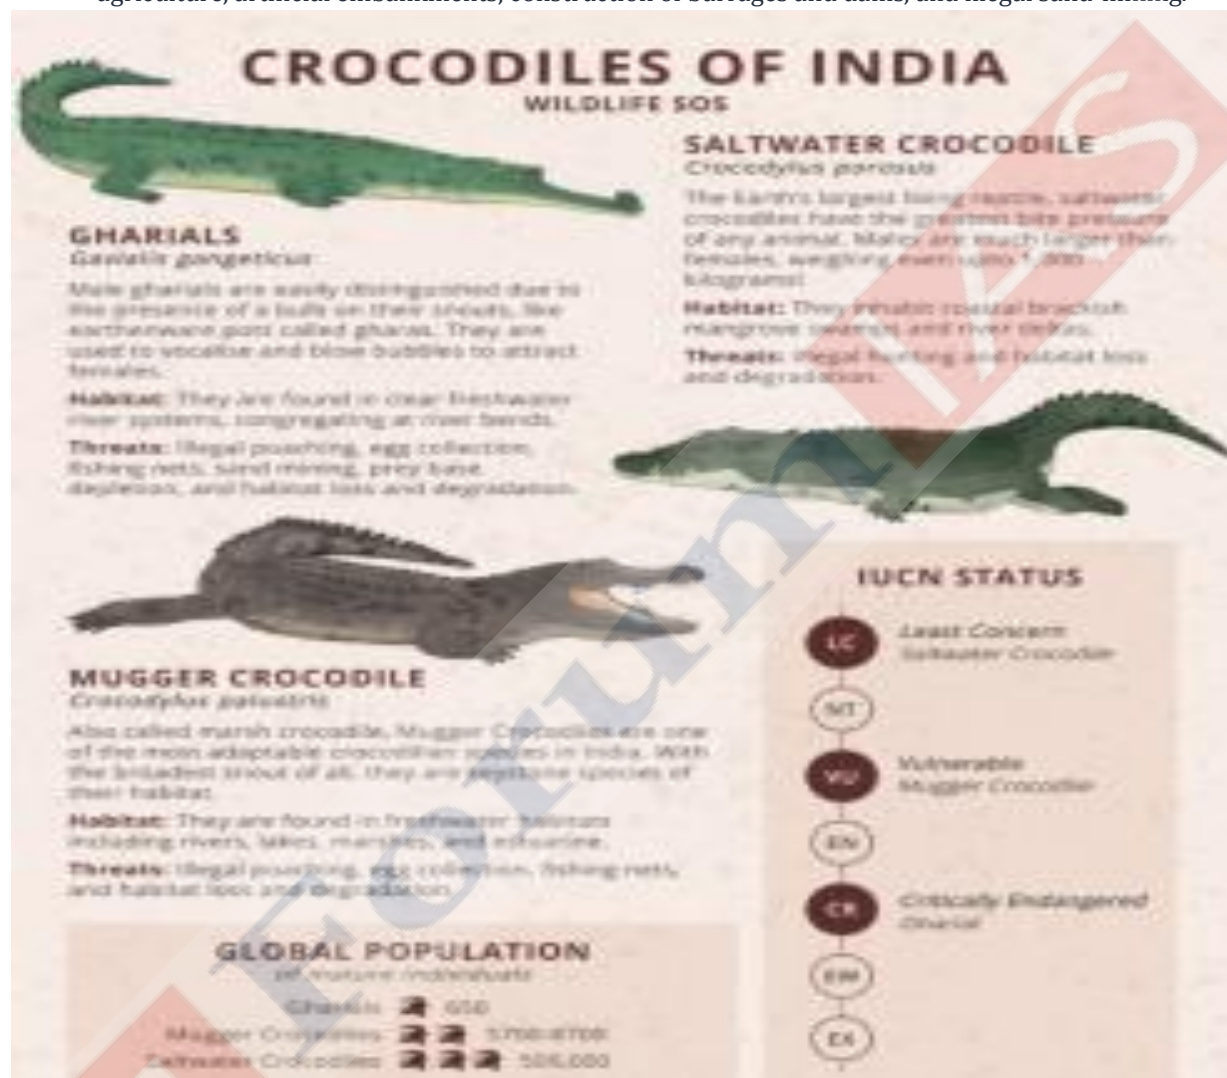 agriculture, artificial embankments, construction of barrages and dams, and illegal sand-mining.
CROCODILES OF INDIA
WILDLIFE SOS
GHARIALS
Gavialis gangeticus
Male gharials are easily distinguished due to
the presence of a bulb on their snouts, like
earthenware pots called gharas. They are
used to vocalise and blow bubbles to attract
females.
Habitat: They are found in clear freshwater
river systems, congregating at river bends.
Threats: Illegal poaching, egg collection,
fishing nets, sand mining, prey base
depletion, and habitat loss and degradation.
SALTWATER CROCODILE
Crocodylus porosus
The Earth's largest living reptile, saltwater
crocodiles have the greatest bite pressure
of any animal. Males are much larger than
females, weighing even upto 1,000
kilograms!
Habitat: They inhabit coastal brackish
mangrove swamps and river deltas.
Threats: Illegal hunting and habitat loss
and degradation.
MUGGER CROCODILE
Crocodylus palustris
Also called marsh crocodile, Mugger Crocodiles are one
of the most adaptable crocodilian species in India. With
the broadest snout of all, they are keystone species of
their habitat.
Habitat: They are found in freshwater habitats
including rivers, lakes, marshes, and estuarine.
Threats: Illegal poaching, egg collection, fishing nets,
and habitat loss and degradation.
IUCN STATUS
LC
Least Concern
Saltwater Crocodile
NT
VU
Vulnerable
Mugger Crocodile
EN
CR
Critically Endangered
Gharial
EW
EX
GLOBAL POPULATION
of mature individuals
Gharials 650
Mugger Crocodiles 5700-8700
Saltwater Crocodiles
Forum IAS